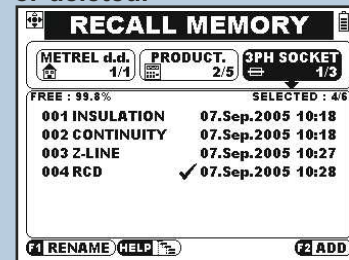 or deleted.
RECALL MEMORY
METREL d.d. PRODUCT. 3PH SOCKET
1/1 2/5 1/3
FREE : 99.8% SELECTED : 4/6
001 INSULATION 07.Sep.2005 10:18
002 CONTINUITY 07.Sep.2005 10:18
003 Z-LINE 07.Sep.2005 10:27
004 RCD ✓ 07.Sep.2005 10:28
F1 RENAME HELP F2 ADD